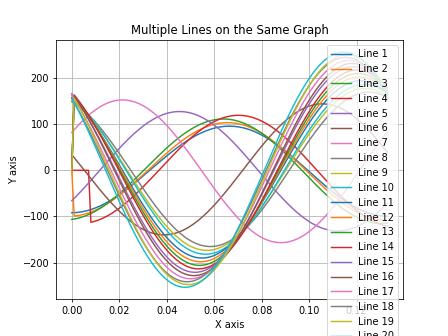 Multiple Lines on the Same Graph
Y axis
200
100
0
−100
−200
0.00
0.02
0.04
0.06
0.08
0.10
X axis
Line 1
Line 2
Line 3
Line 4
Line 5
Line 6
Line 7
Line 8
Line 9
Line 10
Line 11
Line 12
Line 13
Line 14
Line 15
Line 16
Line 17
Line 18
Line 19
Line 20